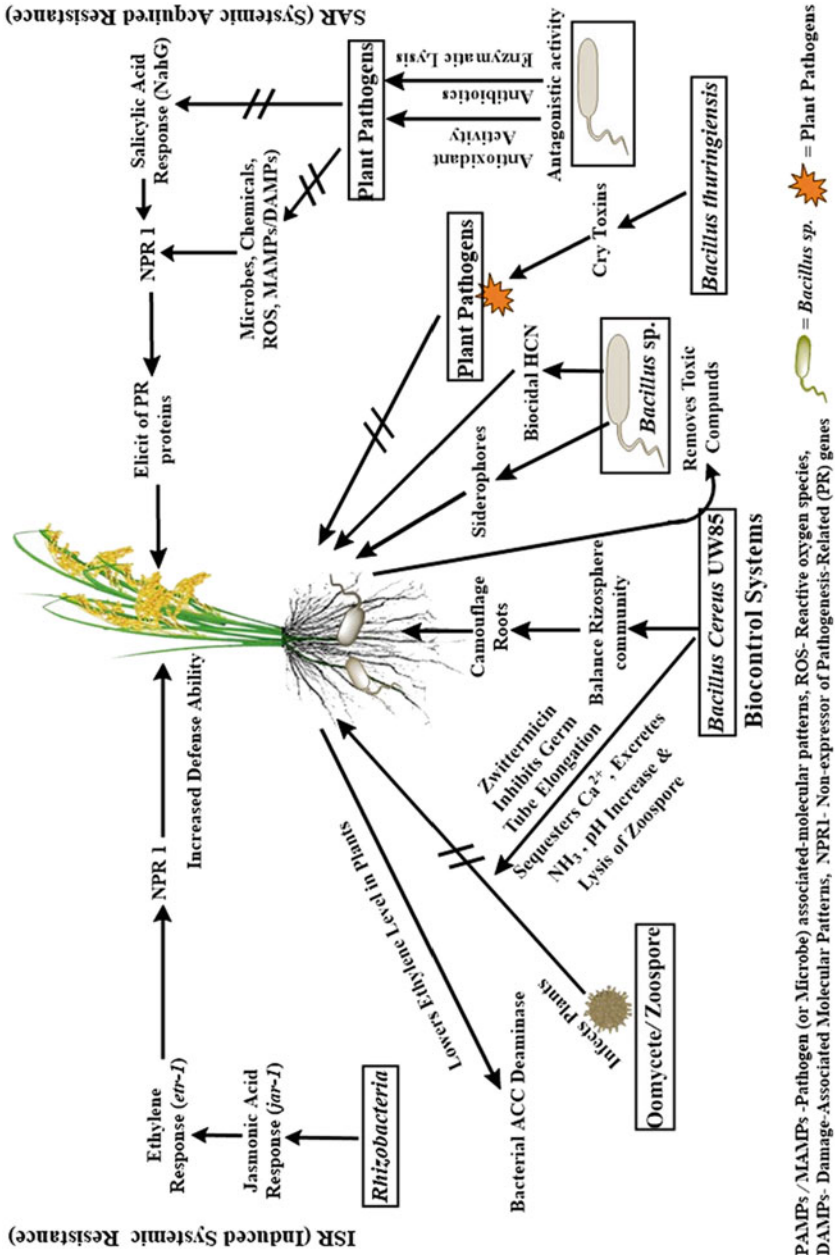 ISR (Induced Systemic Resistance)
SAR (Systemic Acquired Resistance)
Ethylene
Response (etr-1)
Jasmonic Acid
Response (jar-1)
Rhizobacteria
NPR 1
Increased Defense Ability
Elicit of PR
proteins
NPR 1
Salicylic Acid
Response (NahG)
Microbes, Chemicals,
ROS, MAMPs/DAMPs
Plant Pathogens
Antioxidant
Activity
Antibiotics
Enzymatic Lysis
Antagonistic activity
Bacterial ACC Deaminase
Lowers Ethylene Level in Plants
Infects Plants
Oomycete/ Zoospore
Zwittermicin
Inhibits Germ
Tube Elongation
Sequesters Ca2+ , Excretes
NH3 , pH Increase &
Lysis of Zoospore
Camouflage
Roots
Balance Rizosphere
community
Bacillus Cereus UW85
Biocontrol Systems
Siderophores
Biocidal HCN
Bacillus sp.
Removes Toxic
Compunds
Plant Pathogens
Cry Toxins
Bacillus thuringiensis
PAMPs / MAMPs -Pathogen (or Microbe) associated-molecular patterns, ROS- Reactive oxygen species,
DAMPs- Damage-Associated Molecular Patterns, NPR1- Non-expressor of Pathogenesis-Related (PR) genes
= Bacillus sp.
= Plant Pathogens